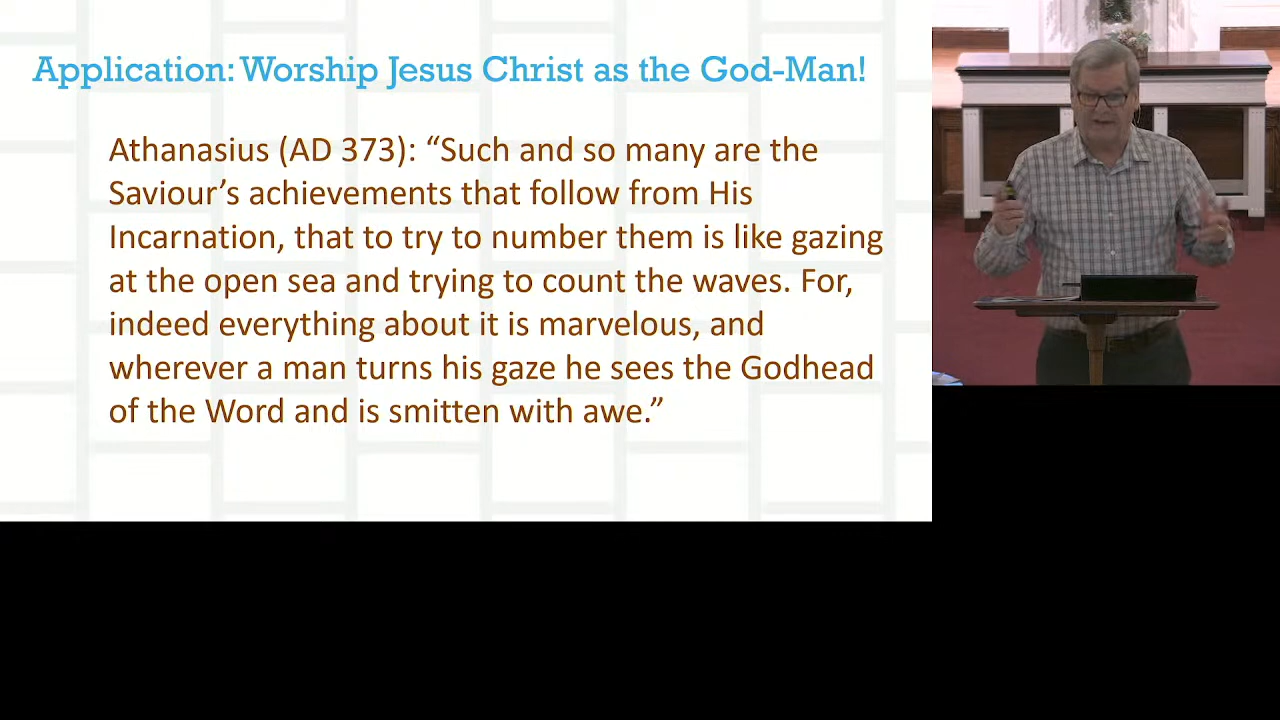 Application: Worship Jesus Christ as the God-Man!
Athanasius (AD 373): “Such and so many are the
Saviour’s achievements that follow from His
Incarnation, that to try to number them is like gazing
at the open sea and trying to count the waves. For,
indeed everything about it is marvelous, and
wherever a man turns his gaze he sees the Godhead
of the Word and is smitten with awe.”